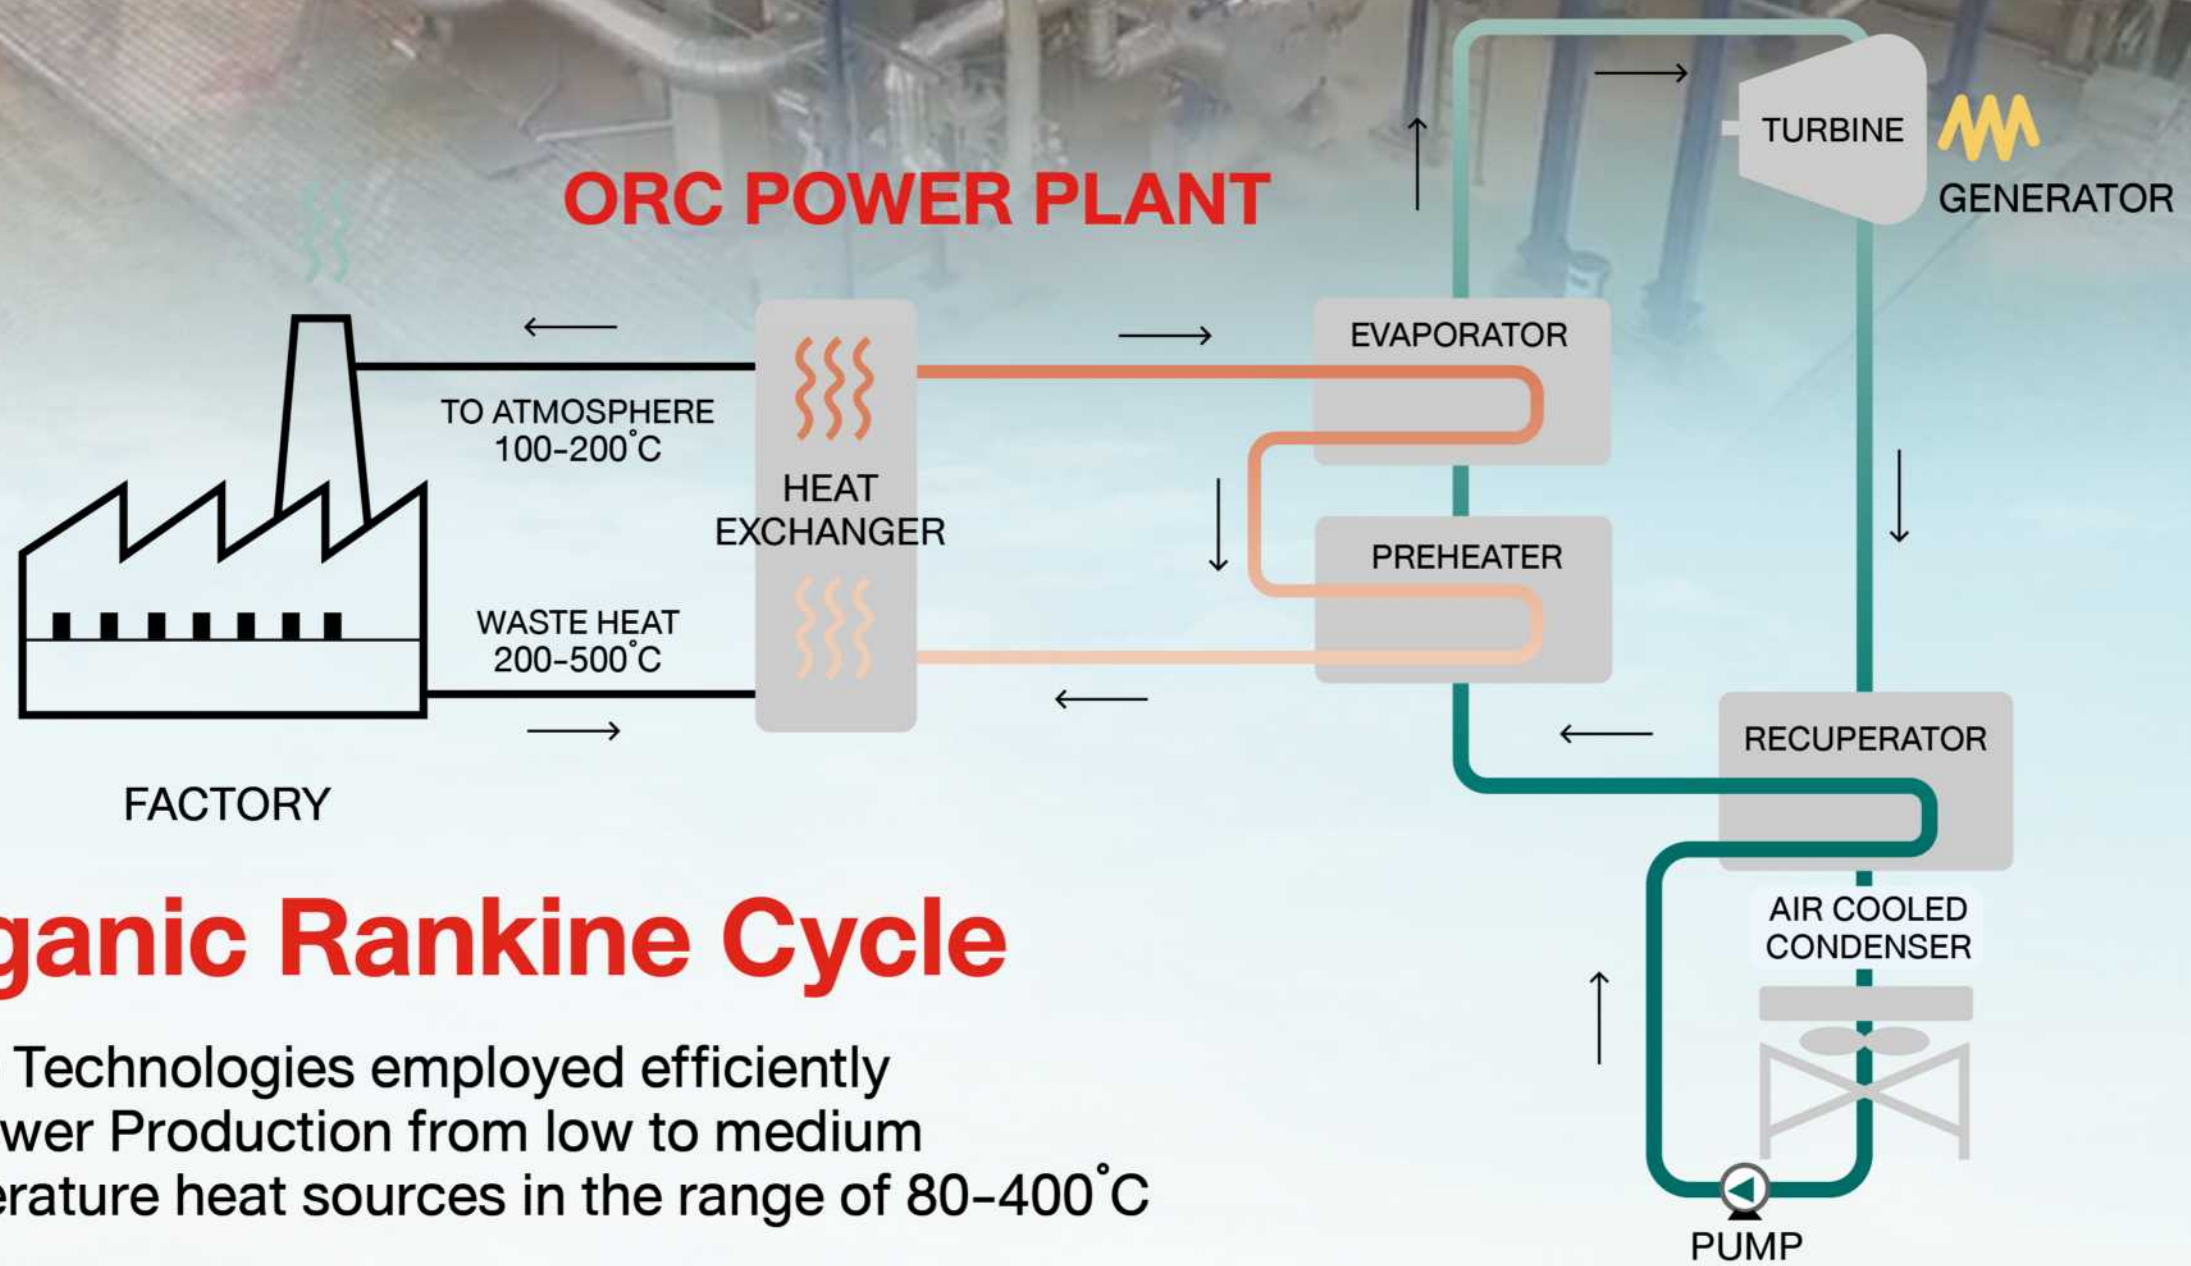 ORC POWER PLANT
TURBINE
GENERATOR
EVAPORATOR
TO ATMOSPHERE
100-200°C
HEAT
EXCHANGER
PREHEATER
WASTE HEAT
200-500°C
RECUPERATOR
FACTORY
AIR COOLED
CONDENSER
PUMP
ganic Rankine Cycle
Technologies employed efficiently
wer Production from low to medium
erature heat sources in the range of 80-400°C